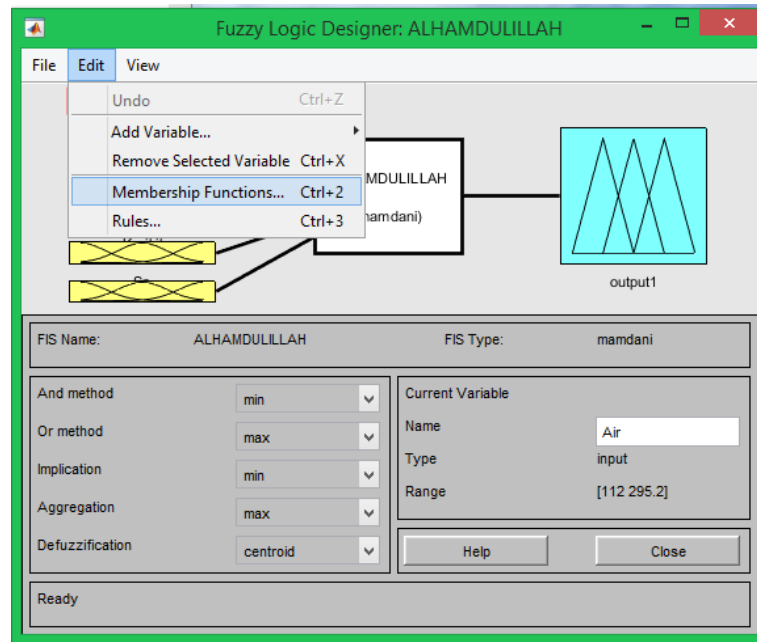 Fuzzy Logic Designer: ALHAMDULILLAH
File Edit View
Undo Ctrl+Z
Add Variable...
Remove Selected Variable Ctrl+X
Membership Functions... Ctrl+2
Rules... Ctrl+3
MDULILLAH
mamdani)
output1
FIS Name: ALHAMDULILLAH FIS Type: mamdani
And method min
Or method max
Implication min
Aggregation max
Defuzzification centroid
Current Variable
Name Air
Type input
Range [112 295.2]
Help Close
Ready